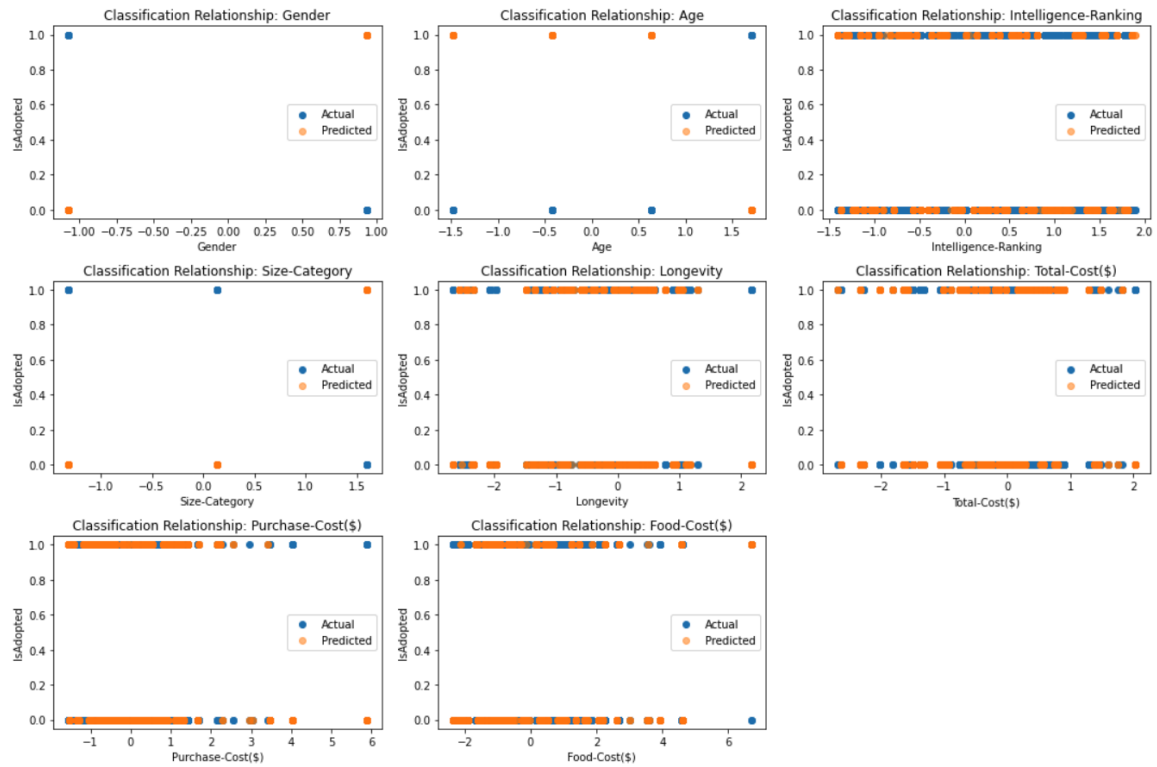 Classification Relationship: Gender
1.0
0.8
0.6
0.4
0.2
0.0
IsAdopted
Actual
Predicted
-1.00 -0.75 -0.50 -0.25 0.00 0.25 0.50 0.75 1.00
Gender
Classification Relationship: Age
1.0
0.8
0.6
0.4
0.2
0.0
IsAdopted
Actual
Predicted
-1.5 -1.0 -0.5 0.0 0.5 1.0 1.5
Age
Classification Relationship: Intelligence-Ranking
1.0
0.8
0.6
0.4
0.2
0.0
IsAdopted
Actual
Predicted
-1.5 -1.0 -0.5 0.0 0.5 1.0 1.5 2.0
Intelligence-Ranking
Classification Relationship: Size-Category
1.0
0.8
0.6
0.4
0.2
0.0
IsAdopted
Actual
Predicted
-1.0 -0.5 0.0 0.5 1.0 1.5
Size-Category
Classification Relationship: Longevity
1.0
0.8
0.6
0.4
0.2
0.0
IsAdopted
Actual
Predicted
-2 -1 0 1 2
Longevity
Classification Relationship: Total-Cost($)
1.0
0.8
0.6
0.4
0.2
0.0
IsAdopted
Actual
Predicted
-2 -1 0 1 2
Total-Cost($)
Classification Relationship: Purchase-Cost($)
1.0
0.8
0.6
0.4
0.2
0.0
IsAdopted
Actual
Predicted
-1 0 1 2 3 4 5 6
Purchase-Cost($)
Classification Relationship: Food-Cost($)
1.0
0.8
0.6
0.4
0.2
0.0
IsAdopted
Actual
Predicted
-2 0 2 4 6
Food-Cost($)